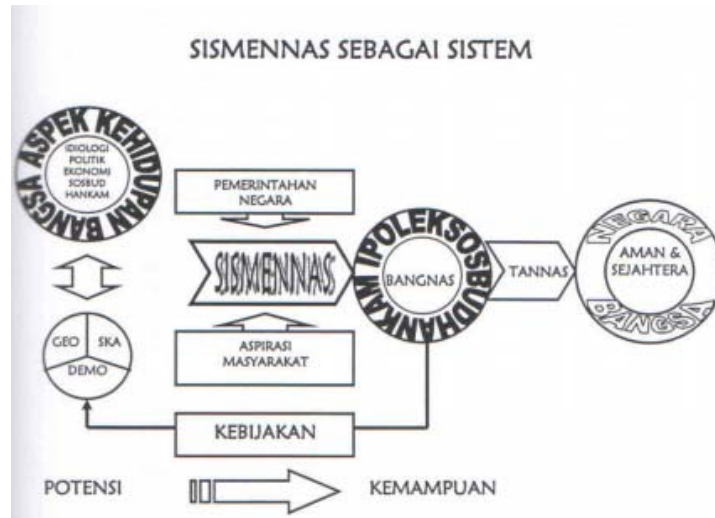 SISMENNAS SEBAGAI SISTEM
ASPEK KEHIDUPAN BANGSA
IDIOLOGI
POLITIK
EKONOMI
SOSBUD
HANKAM
PEMERINTAHAN
NEGARA
SISMENNAS
IPOLEKSOSBUDHANKAM
BANGNAS
TANNAS
NEGARA
AMAN &
SEJAHTERA
BANGSA
GEO
SKA
DEMO
ASPIRASI
MASYARAKAT
KEBIJAKAN
POTENSI
KEMAMPUAN